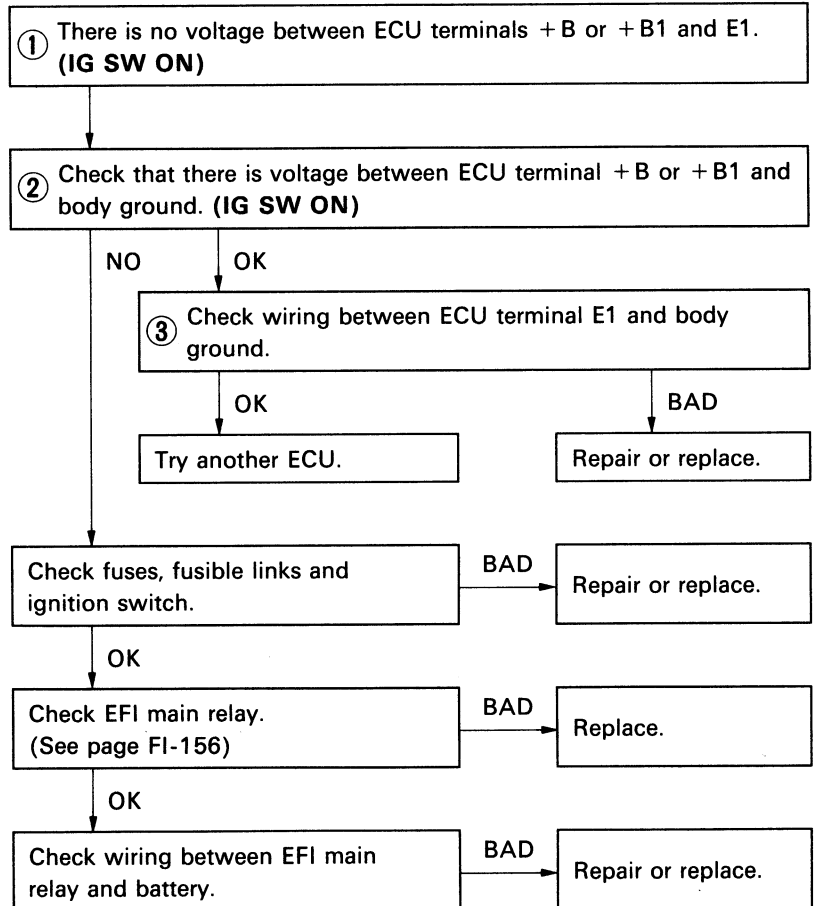 ① There is no voltage between ECU terminals +B or +B1 and E1.
(IG SW ON)
② Check that there is voltage between ECU terminal +B or +B1 and
body ground. (IG SW ON)
NO
OK
③ Check wiring between ECU terminal E1 and body
ground.
OK
BAD
Try another ECU.
Repair or replace.
Check fuses, fusible links and
ignition switch.
BAD
Repair or replace.
OK
Check EFI main relay.
(See page FI-156)
BAD
Replace.
OK
Check wiring between EFI main
relay and battery.
BAD
Repair or replace.